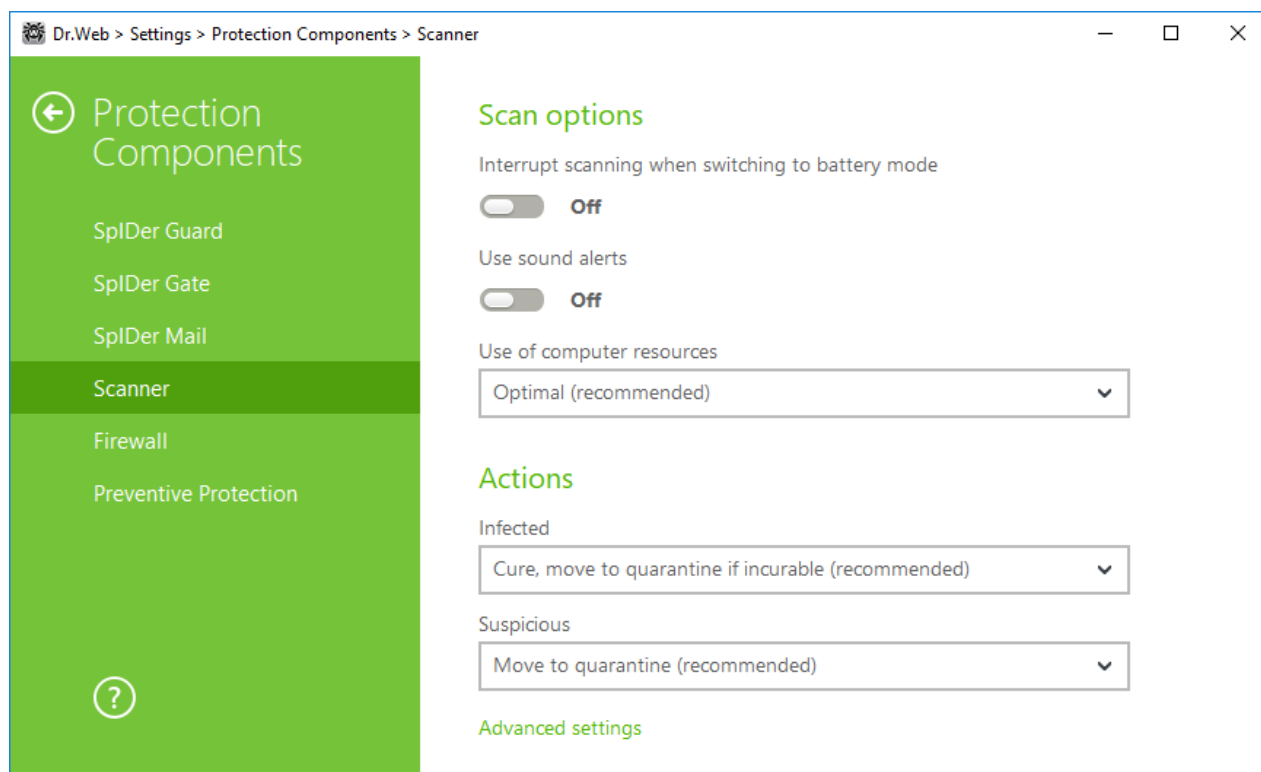 Dr.Web > Settings > Protection Components > Scanner
Protection
Components
SpIDer Guard
SpIDer Gate
SpIDer Mail
Scanner
Firewall
Preventive Protection
?
Scan options
Interrupt scanning when switching to battery mode
Off
Use sound alerts
Off
Use of computer resources
Optimal (recommended)
Actions
Infected
Cure, move to quarantine if incurable (recommended)
Suspicious
Move to quarantine (recommended)
Advanced settings